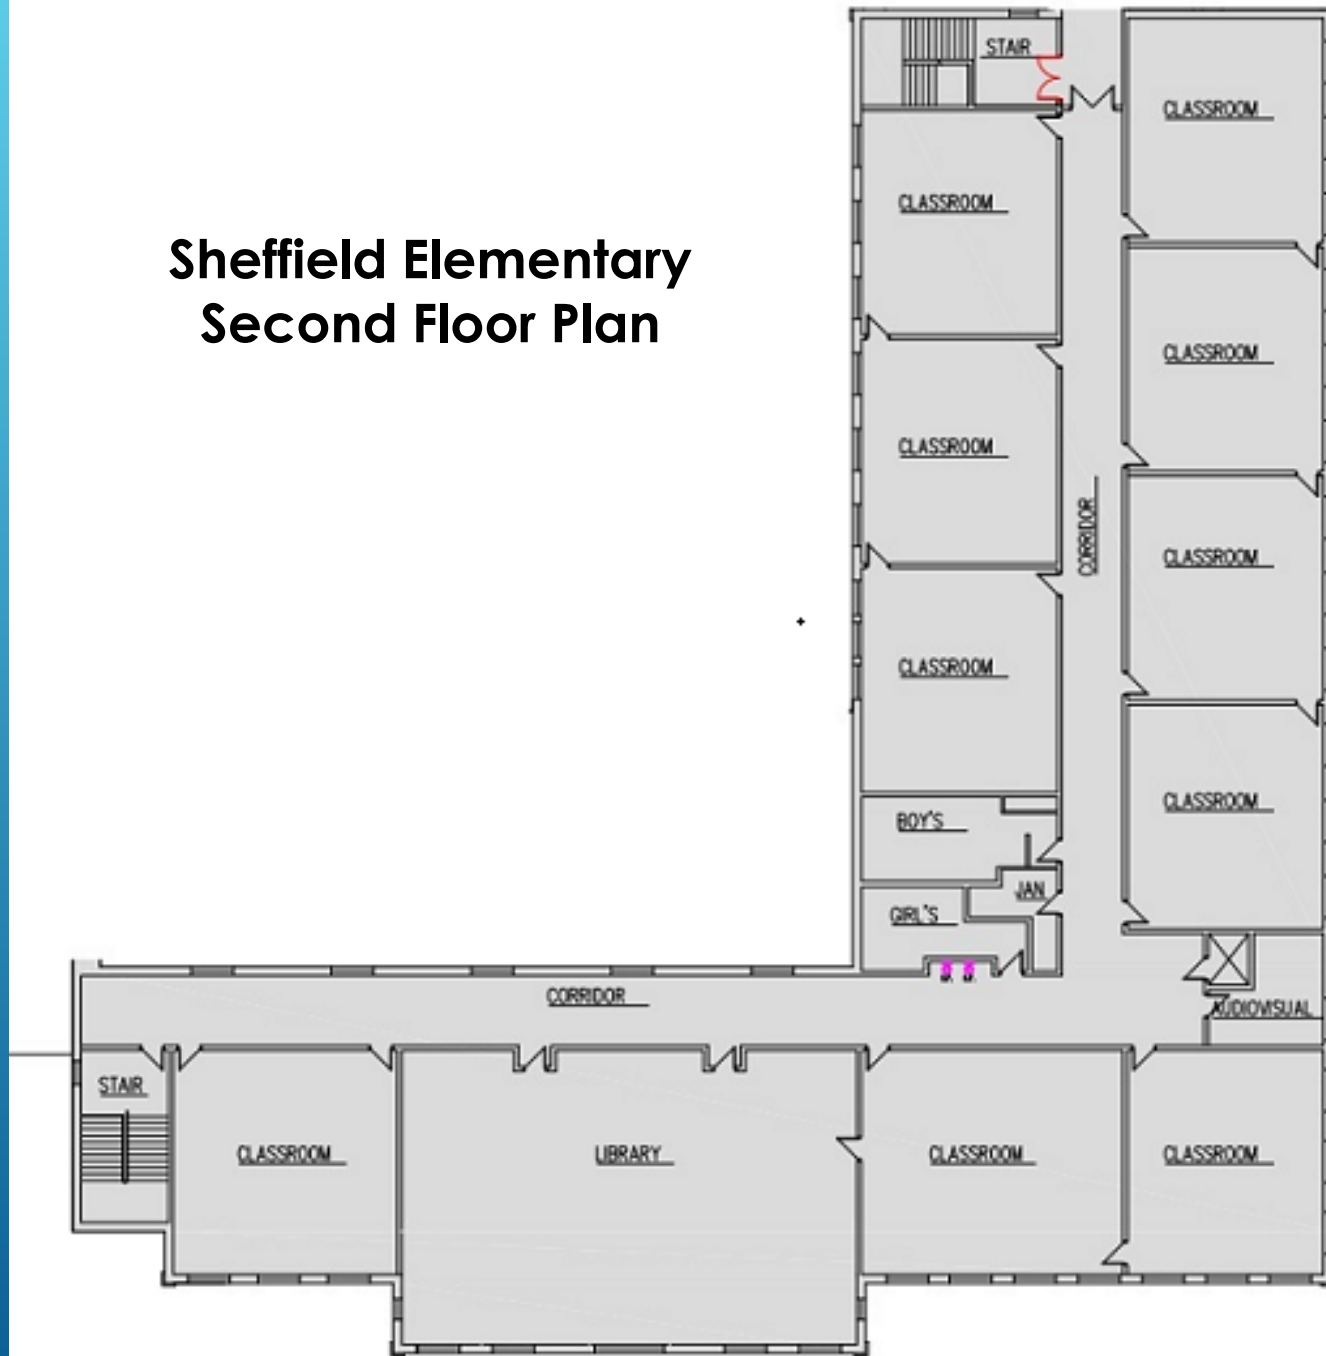 Sheffield Elementary
Second Floor Plan
STAIR
CLASSROOM
CLASSROOM
CLASSROOM
CLASSROOM
CLASSROOM
CORRIDOR
CLASSROOM
CLASSROOM
CLASSROOM
BOY'S
JAN
GIRL'S
CORRIDOR
AUDIOVISUAL
STAIR
CLASSROOM
LIBRARY
CLASSROOM
CLASSROOM